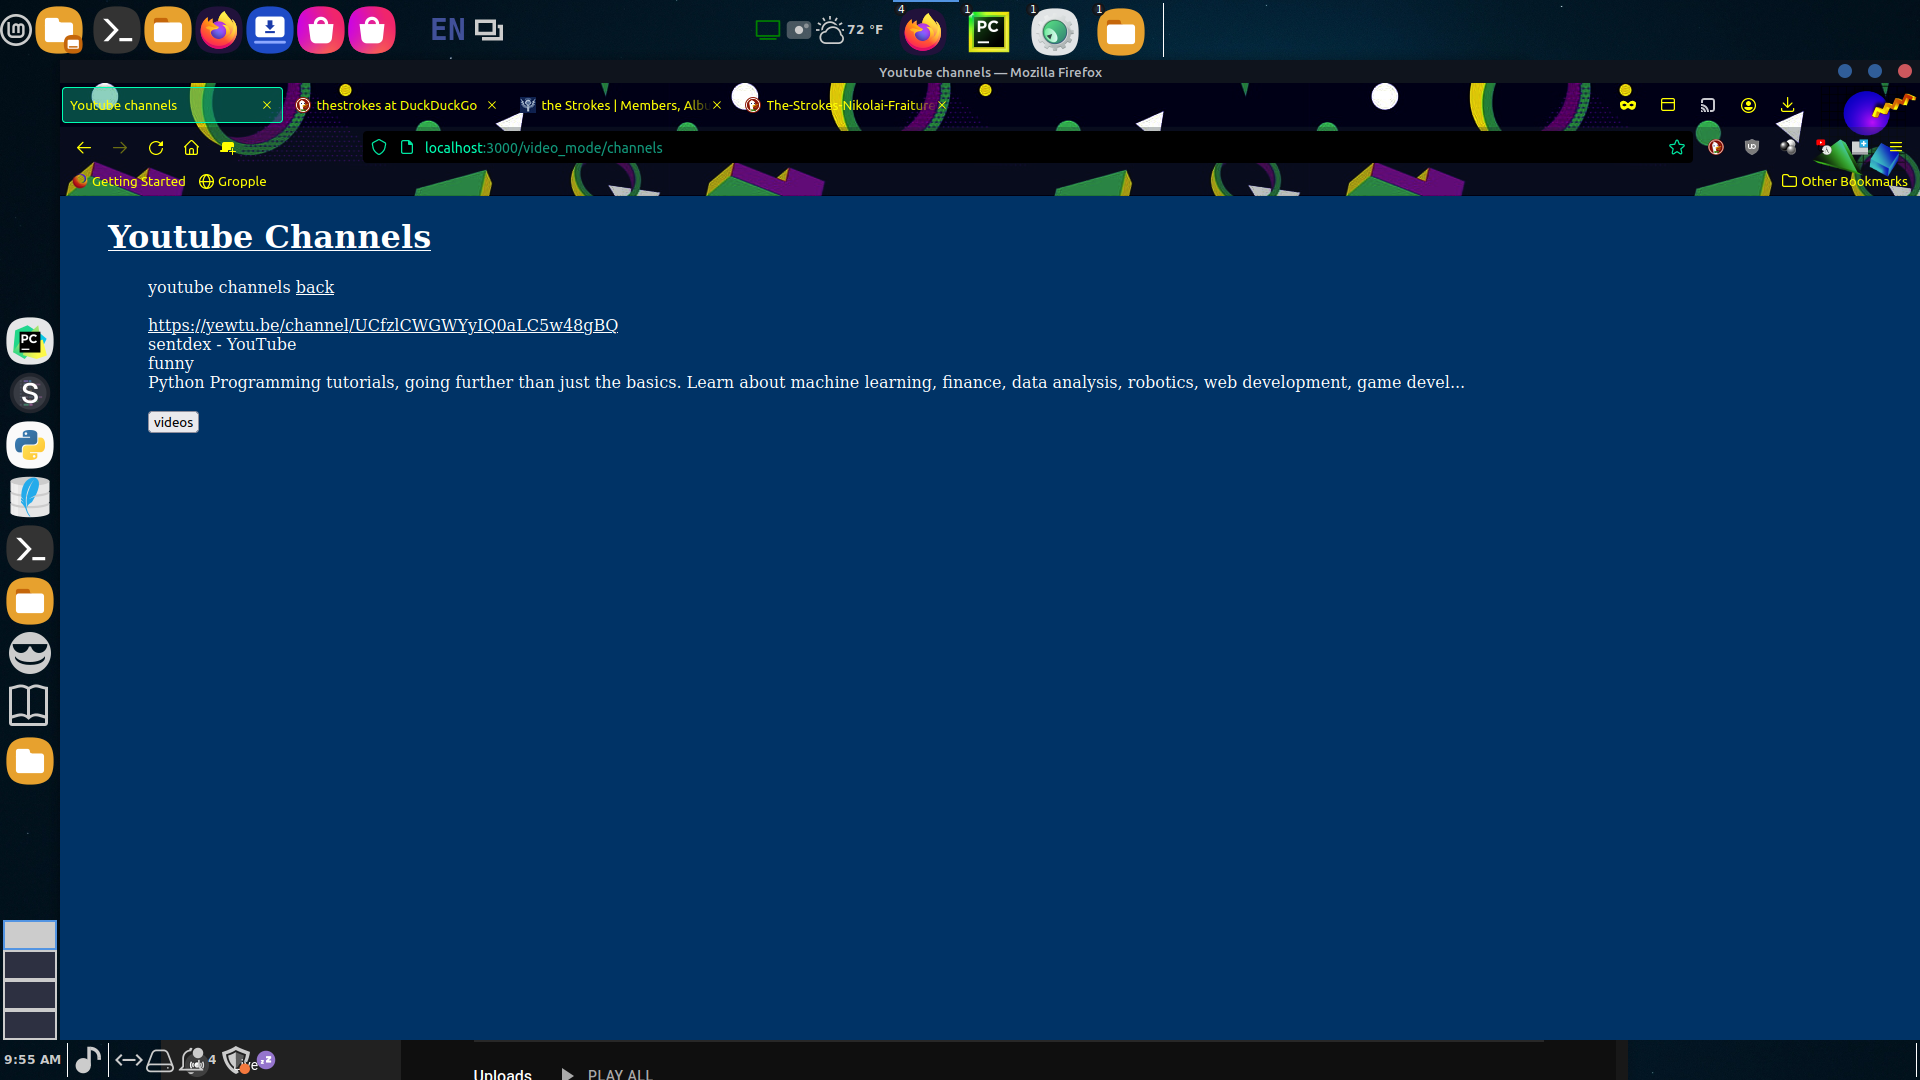 EN
72 °F
4
1
1
1
PC
Youtube channels — Mozilla Firefox
Youtube channels
thestrokes at DuckDuckGo
the Strokes | Members, Albu
The-Strokes-Nikolai-Fraiture
localhost:3000/video_mode/channels
Getting Started
Gropple
Other Bookmarks
Youtube Channels
youtube channels back
https://yewtu.be/channel/UCfzlCWGWYyIQ0aLC5w48gBQ
sentdex - YouTube
funny
Python Programming tutorials, going further than just the basics. Learn about machine learning, finance, data analysis, robotics, web development, game devel...
videos
PC
S
9:55 AM
4
Uploads
PLAY ALL